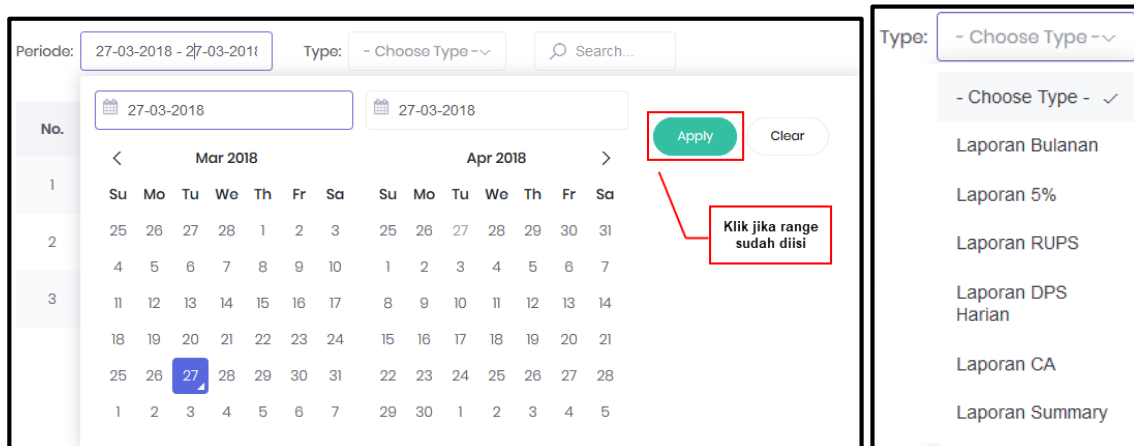 Periode: 27-03-2018 - 27-03-201 Type: - Choose Type - Search...
27-03-2018 27-03-2018
Apply Clear
No.
Mar 2018 Apr 2018
1
Su Mo Tu We Th Fr Sa Su Mo Tu We Th Fr Sa
25 26 27 28 1 2 3 25 26 27 28 29 30 31
2
4 5 6 7 8 9 10 1 2 3 4 5 6 7
3
11 12 13 14 15 16 17 8 9 10 11 12 13 14
18 19 20 21 22 23 24 15 16 17 18 19 20 21
25 26 27 28 29 30 31 22 23 24 25 26 27 28
1 2 3 4 5 6 7 29 30 1 2 3 4 5
Klik jika range
sudah diisi
Type: - Choose Type -
- Choose Type -
Laporan Bulanan
Laporan 5%
Laporan RUPS
Laporan DPS
Harian
Laporan CA
Laporan Summary